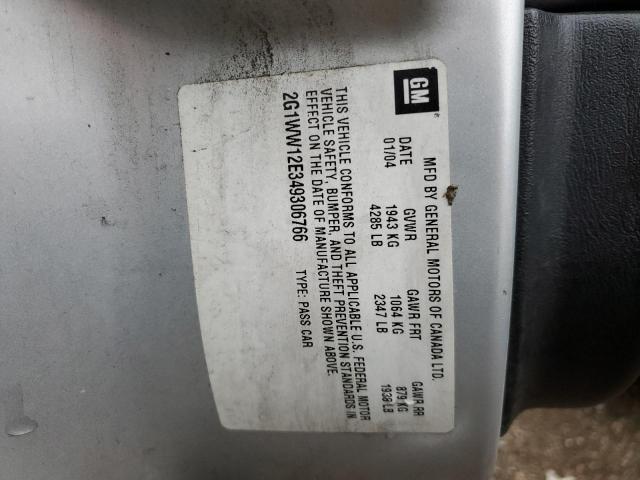 GM
MFD BY GENERAL MOTORS OF CANADA LTD.
DATE GVWR GAWR FRT GAWR RR
01/04 1943 KG 1064 KG 879 KG
4285 LB 2347 LB 1938 LB
THIS VEHICLE CONFORMS TO ALL APPLICABLE U.S. FEDERAL MOTOR
VEHICLE SAFETY, BUMPER, AND THEFT PREVENTION STANDARDS IN
EFFECT ON THE DATE OF MANUFACTURE SHOWN ABOVE.
2G1WW12E349306766 TYPE: PASS CAR